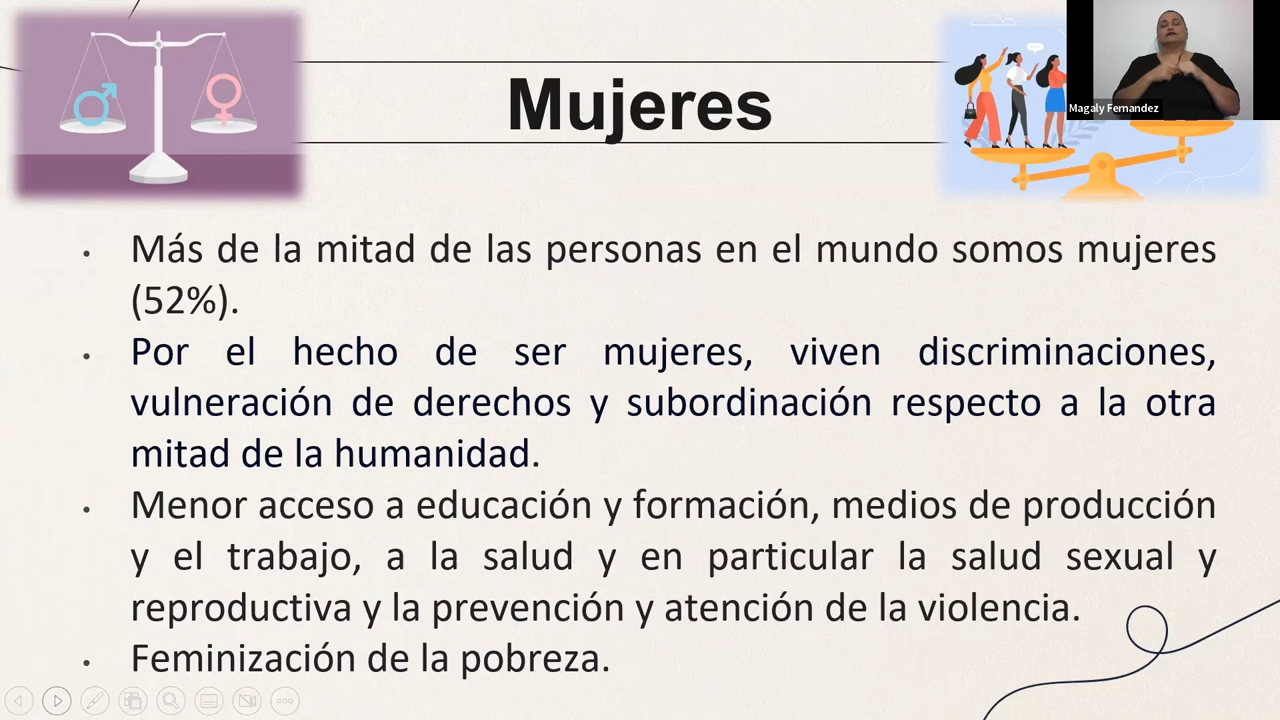 Mujeres
Magaly Fernandez
• Más de la mitad de las personas en el mundo somos mujeres
(52%).
• Por el hecho de ser mujeres, viven discriminaciones,
vulneración de derechos y subordinación respecto a la otra
mitad de la humanidad.
• Menor acceso a educación y formación, medios de producción
y el trabajo, a la salud y en particular la salud sexual y
reproductiva y la prevención y atención de la violencia.
• Feminización de la pobreza.